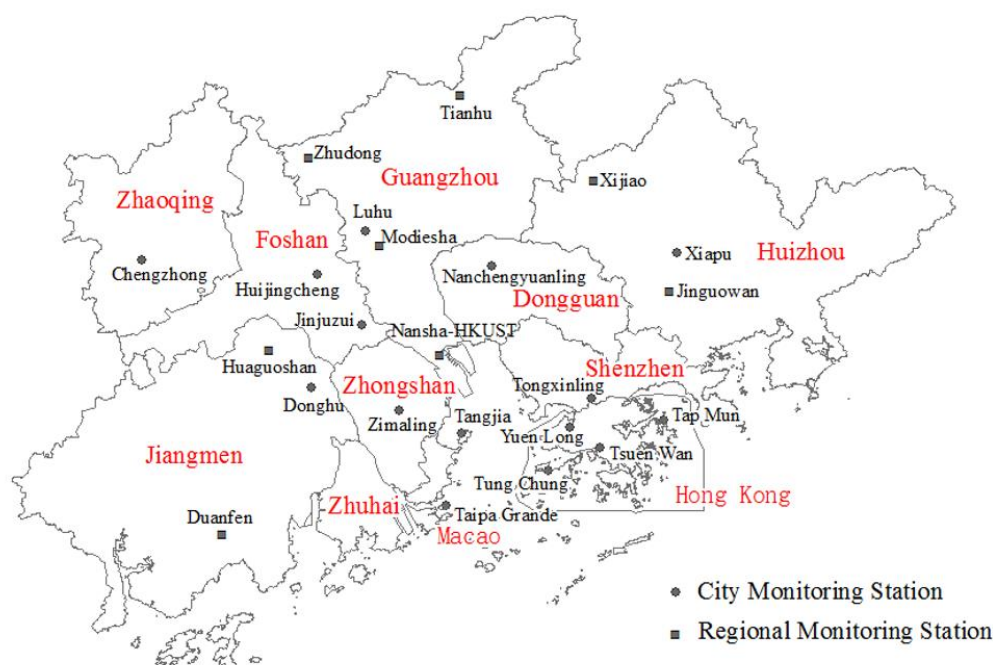 Tianhu
Zhudong
Guangzhou
Xijiao
Zhaoqing
Luhu
Foshan
Modiesha
Huizhou
Xiapu
Chengzhong
Huijingcheng
Nanchengyuanling
Dongguan
Jinguowan
Jinjuzui
Nansha-HKUST
Huaguoshan
Shenzhen
Donghu
Zhongshan
Tongxinling
Zimaling
Tangjia
Tap Mun
Yuen Long
Jiangmen
Tsuen Wan
Tung Chung
Hong Kong
Zhuhai
Duanfen
Taipa Grande
Macao
City Monitoring Station
Regional Monitoring Station